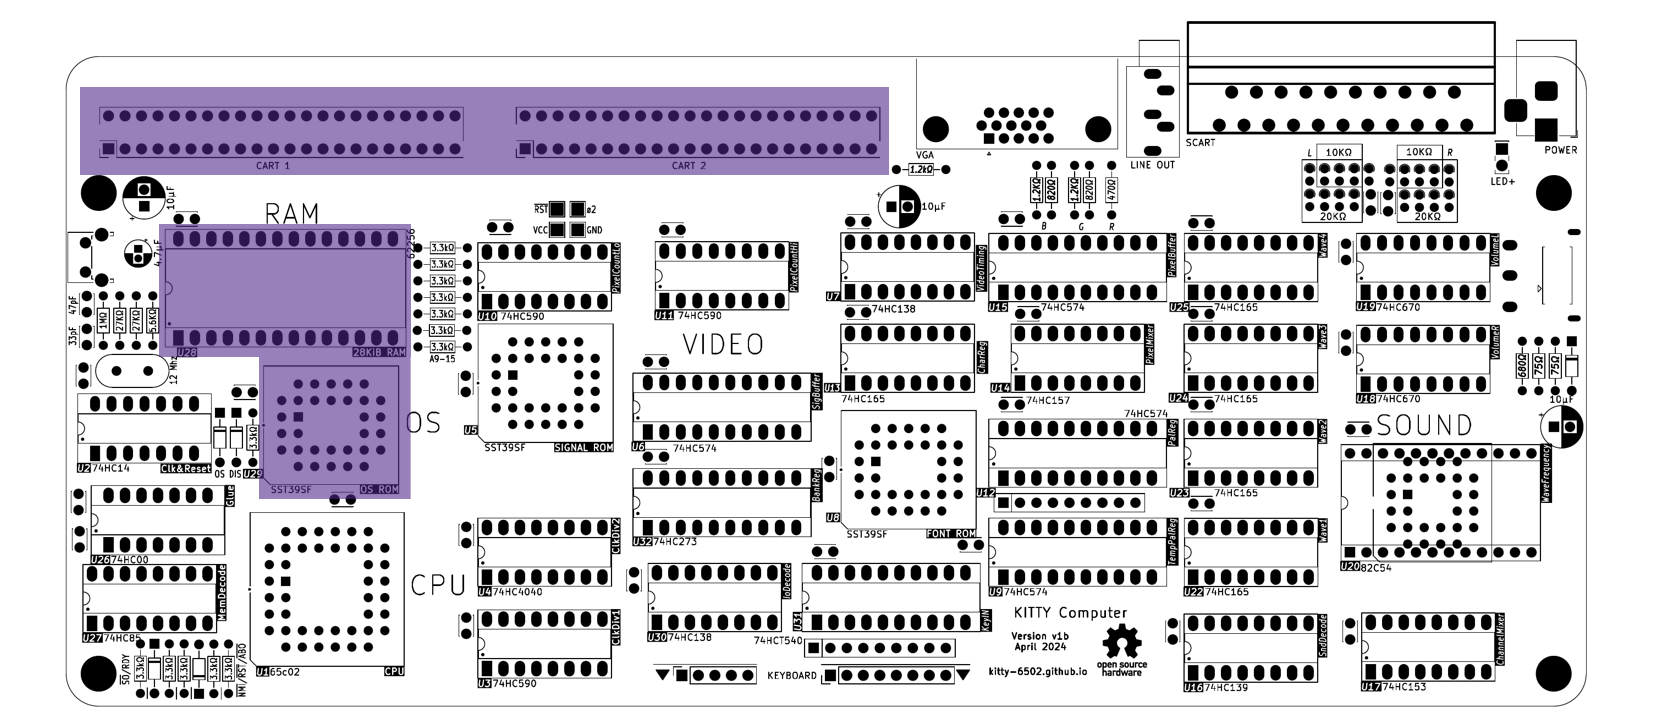 CART 1
CART 2
VGA
LINE OUT
SCART
POWER
LED+
1.2kΩ
10µF
10KΩ
10KΩ
L
R
20KΩ
20KΩ
1.2KΩ
820Ω
1.2KΩ
820Ω
470Ω
B
G
R
10µF
4.7µF
RAM
62256
RST
ø2
VCC
GND
3.3kΩ
3.3kΩ
3.3kΩ
3.3kΩ
3.3kΩ
3.3kΩ
3.3kΩ
A9-15
U28
28KiB RAM
47pF
33pF
1MΩ
27KΩ
27KΩ
5.6KΩ
12 Mhz
U10 74HC590
PixelCountLo
U11 74HC590
PixelCountHi
U7 74HC138
VideoTiming
U15 74HC574
PixelBuffer
U25 74HC165
Wave4
U19 74HC670
VolumeL
VIDEO
U13 74HC165
CharReg
U14 74HC157
PixelMixer
U24 74HC165
Wave3
U18 74HC670
VolumeR
680Ω
75Ω
75Ω
10µF
SOUND
OS
U5
SST39SF
SIGNAL ROM
U6 74HC574
SigBuffer
U2 74HC14
Clk&Reset
OS DIS
3.3kΩ
U29
SST39SF
OS ROM
74HC574
PalReg
U12
U23 74HC165
Wave2
U8
SST39SF
FONT ROM
U32 74HC273
BankReg
WaveFrequency
U20 82C54
U26 74HC00
Glue
U27 74HC85
MemDecode
CPU
U1 65c02
CPU
U4 74HC4040
ClkDiv2
U3 74HC590
ClkDiv1
U30 74HC138
IoDecode
74HCT540
U31
KeyIN
U9 74HC574
TempPalReg
U22 74HC165
Wave1
U16 74HC139
SndDecode
U17 74HC153
ChannelMixer
SO/RDY
3.3kΩ
3.3kΩ
3.3kΩ
3.3kΩ
NMI/RST/ABO
KEYBOARD
KITTY Computer
Version v1b
April 2024
kitty-6502.github.io
open source
hardware